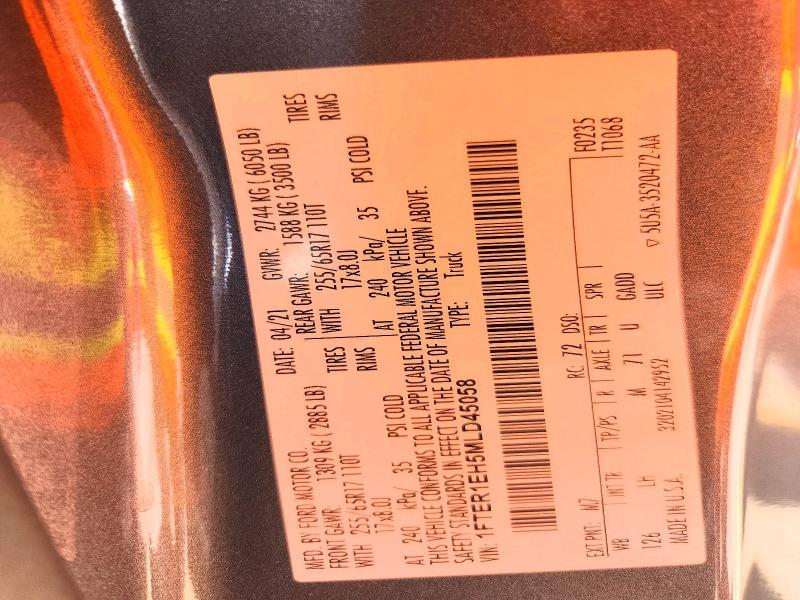 MFD. BY FORD MOTOR CO.
DATE: 04/21 GVWR: 2744 KG ( 6050 LB)
FRONT GAWR: 1309 KG ( 2885 LB)
REAR GAWR: 1588 KG ( 3500 LB)
WITH 255/65R17 110T TIRES
WITH 255/65R17 110T TIRES
17x8.0J RIMS
17x8.0J RIMS
AT 240 kPa/ 35 PSI COLD
AT 240 kPa/ 35 PSI COLD
THIS VEHICLE CONFORMS TO ALL APPLICABLE FEDERAL MOTOR VEHICLE
SAFETY STANDARDS IN EFFECT ON THE DATE OF MANUFACTURE SHOWN ABOVE.
VIN: 1FTER1EH5MLD45058
TYPE: Truck
F0235
T1068
EXT PNT: N7 RC: 72 DSO:
WB INT TR TP/PS R AXLE TR SPR
126 LH M 71 U GADD
MADE IN U.S.A. 320210414Z952 ULC
▽ 5U5A-3520472-AA